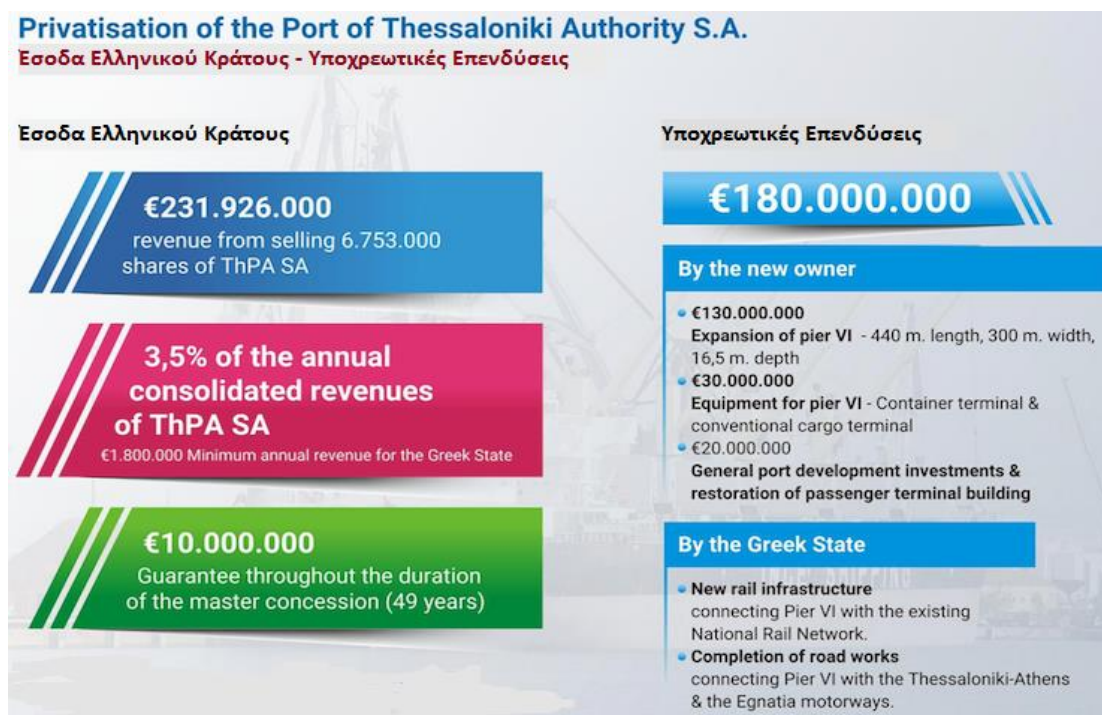 Privatisation of the Port of Thessaloniki Authority S.A.
Έσοδα Ελληνικού Κράτους - Υποχρεωτικές Επενδύσεις
Έσοδα Ελληνικού Κράτους
€231.926.000
revenue from selling 6.753.000
shares of ThPA SA
3,5% of the annual
consolidated revenues
of ThPA SA
€1.800.000 Minimum annual revenue for the Greek State
€10.000.000
Guarantee throughout the duration
of the master concession (49 years)
Υποχρεωτικές Επενδύσεις
€180.000.000
By the new owner
• €130.000.000
Expansion of pier VI - 440 m. length, 300 m. width,
16,5 m. depth
• €30.000.000
Equipment for pier VI - Container terminal &
conventional cargo terminal
• €20.000.000
General port development investments &
restoration of passenger terminal building
By the Greek State
• New rail infrastructure
connecting Pier VI with the existing
National Rail Network.
• Completion of road works
connecting Pier VI with the Thessaloniki-Athens
& the Egnatia motorways.